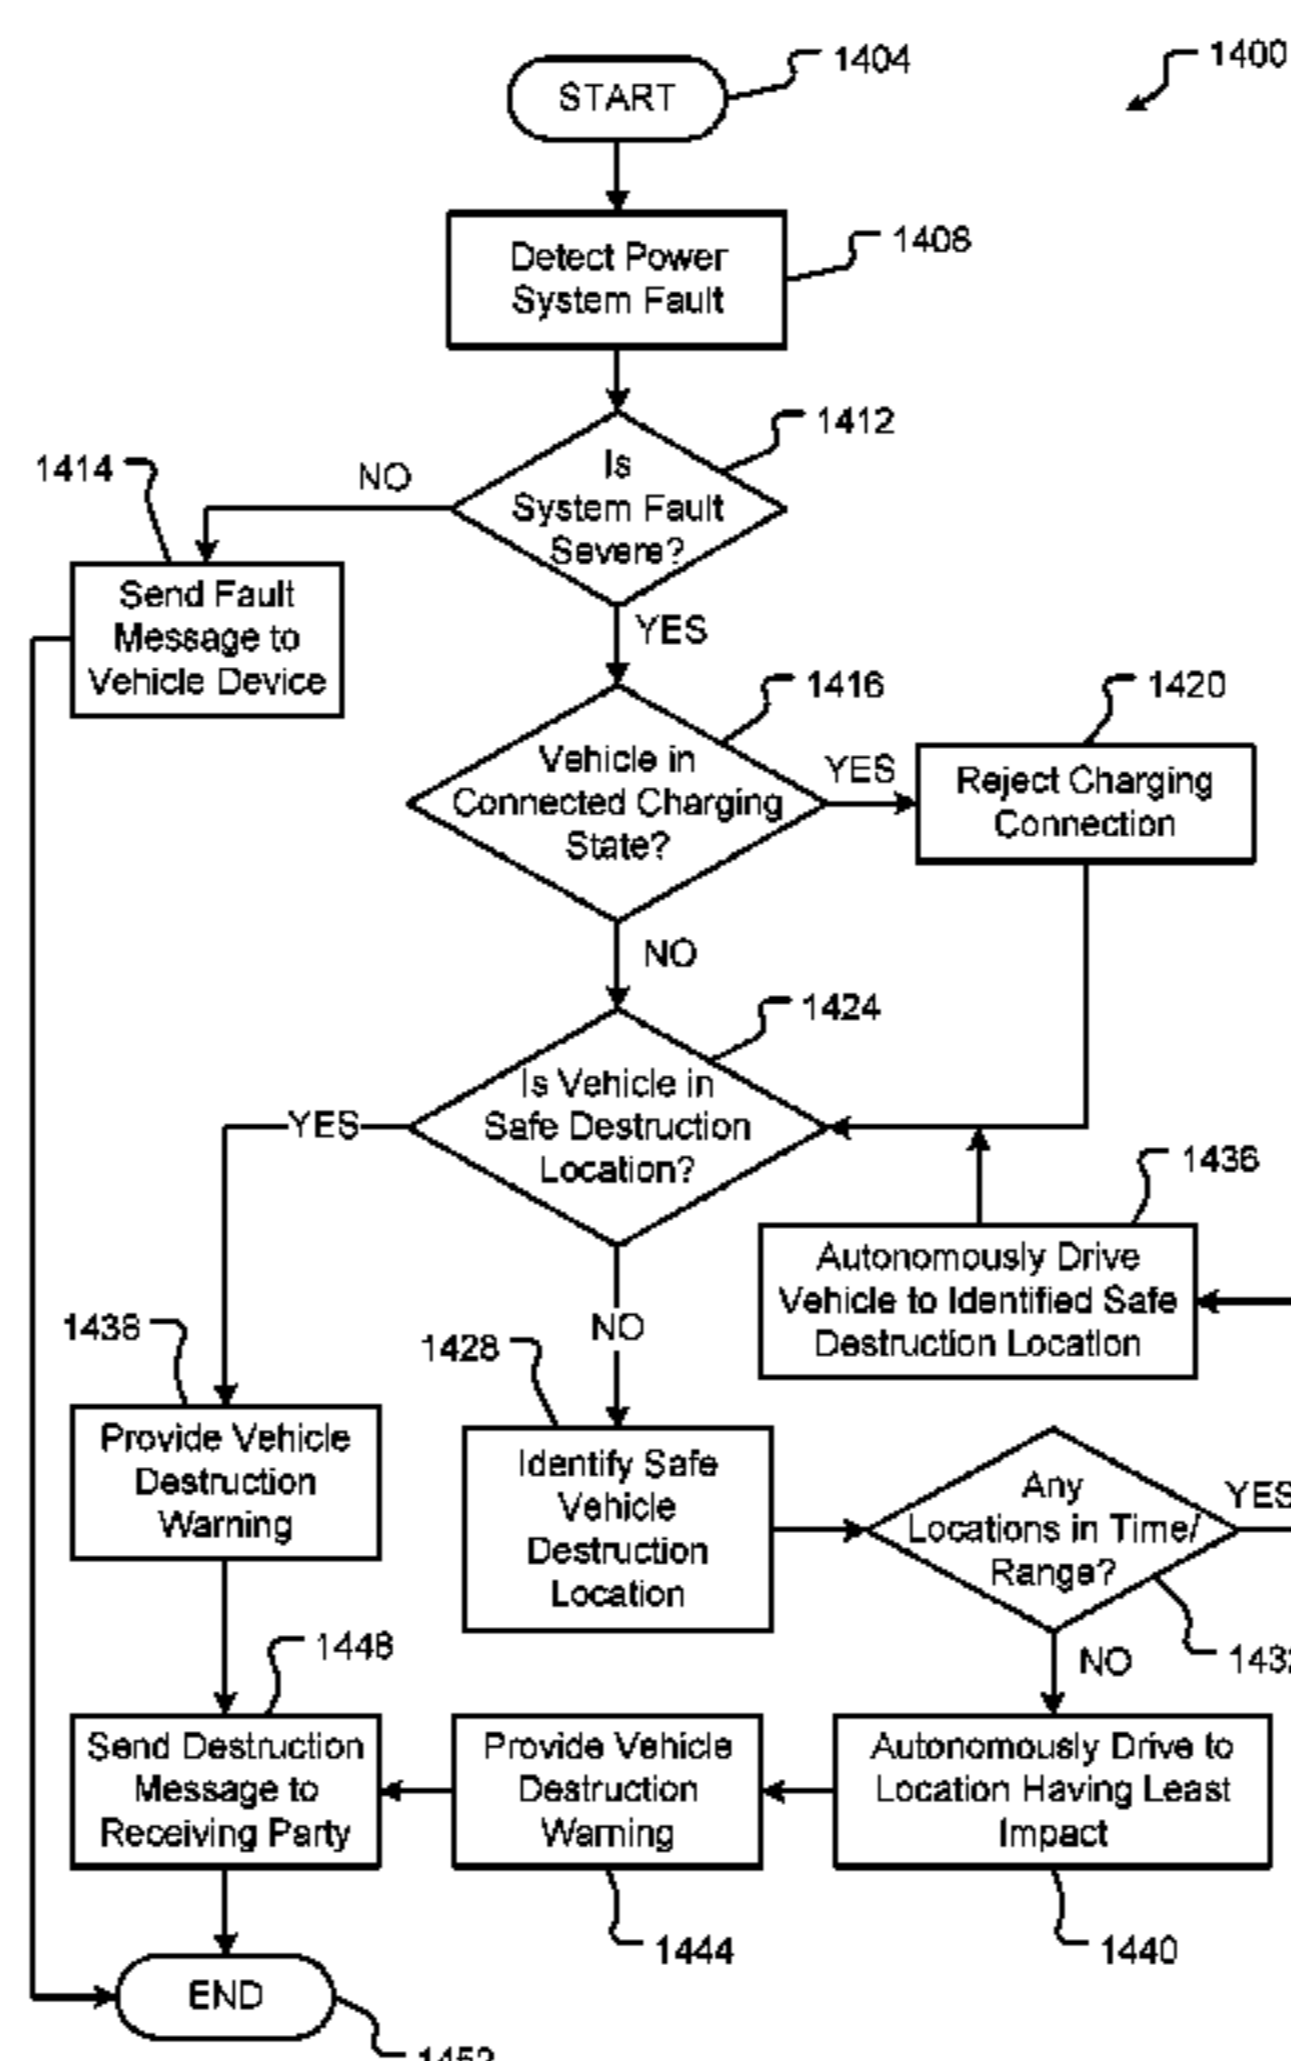 START
1404
1400
Detect Power
System Fault
1408
Is
System Fault
Severe?
1412
NO
1414
Send Fault
Message to
Vehicle Device
YES
1416
Vehicle in
Connected Charging
State?
YES
1420
Reject Charging
Connection
NO
1424
Is Vehicle in
Safe Destruction
Location?
YES
1436
Autonomously Drive
Vehicle to Identified Safe
Destruction Location
NO
1438
Provide Vehicle
Destruction
Warning
1428
Identify Safe
Vehicle
Destruction
Location
Any
Locations in Time/
Range?
YES
NO
1448
Send Destruction
Message to
Receiving Party
Provide Vehicle
Destruction
Warning
1444
Autonomously Drive to
Location Having Least
Impact
1440
END